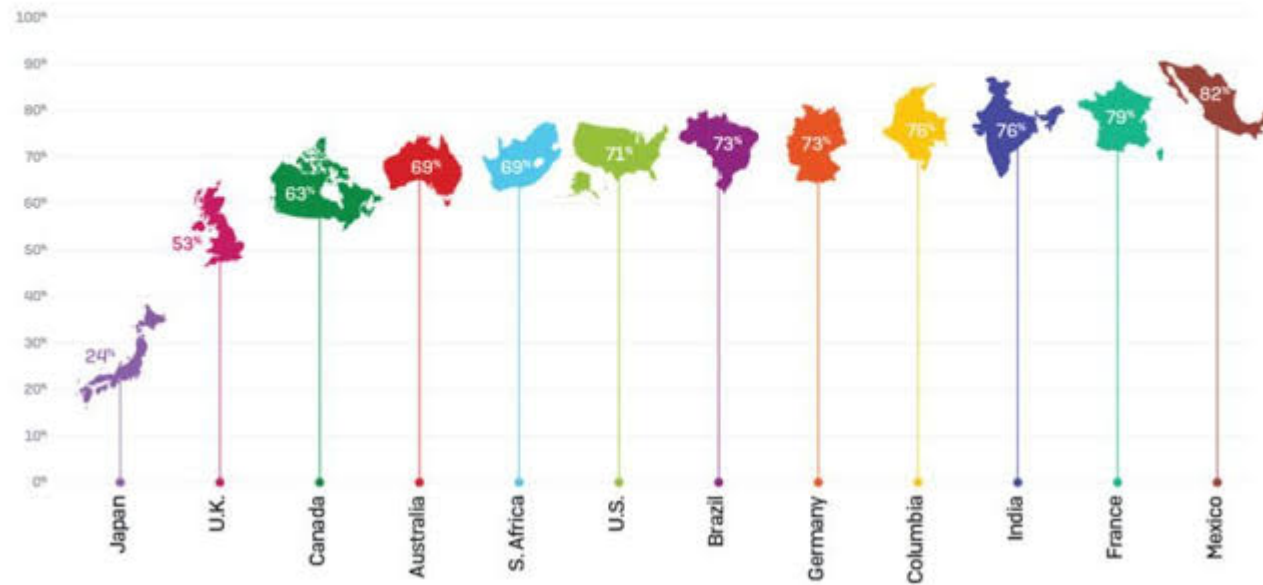 100%
90%
80%
70%
60%
50%
40%
30%
20%
10%
0%
24%
53%
63%
69%
69%
71%
73%
73%
76%
76%
79%
82%
Japan
U.K.
Canada
Australia
S. Africa
U.S.
Brazil
Germany
Columbia
India
France
Mexico